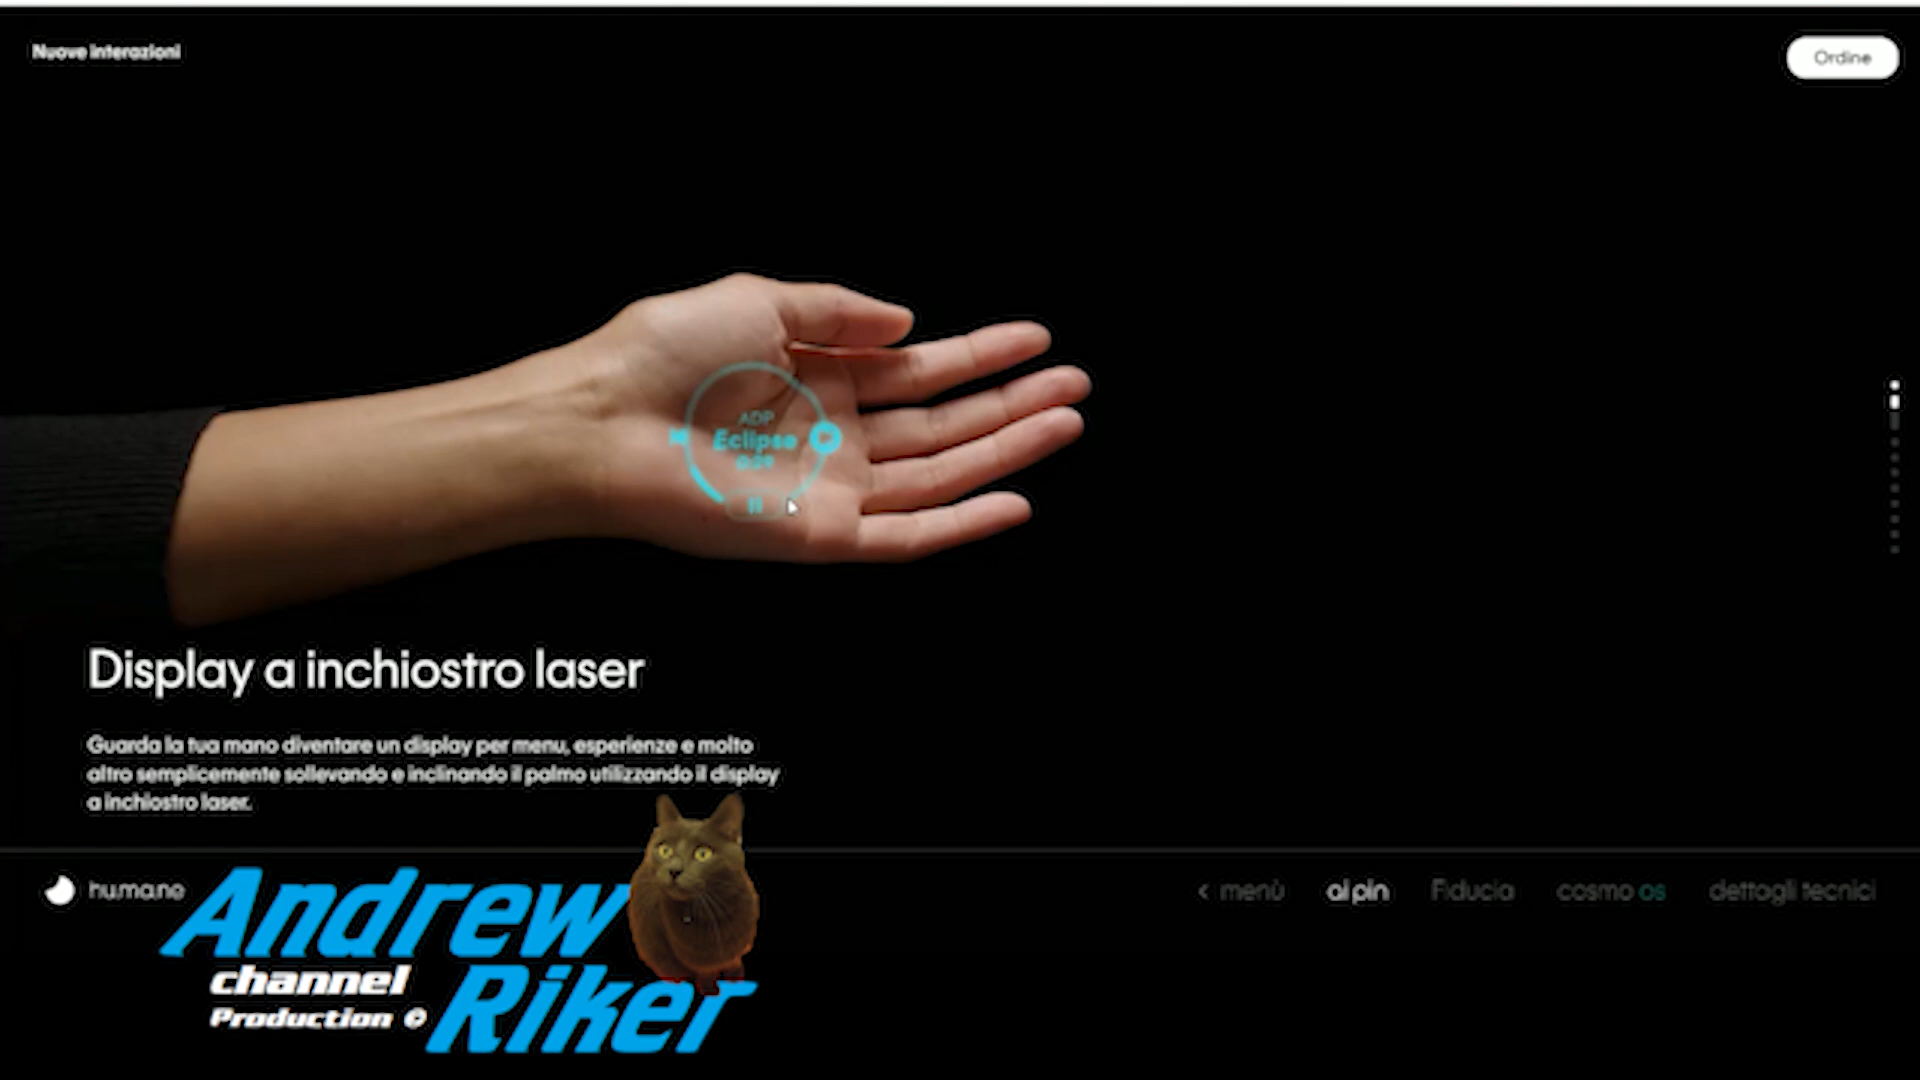 Nuove interazioni
Ordine
ADP
Eclipse
Display a inchiostro laser
Guarda la tua mano diventare un display per menu, esperienze e molto
altro semplicemente sollevando e inclinando il palmo utilizzando il display
a inchiostro laser.
humane
Andrew
channel
Riker
Production ©
< menù
ai pin
Fiducia
cosmo os
dettagli tecnici